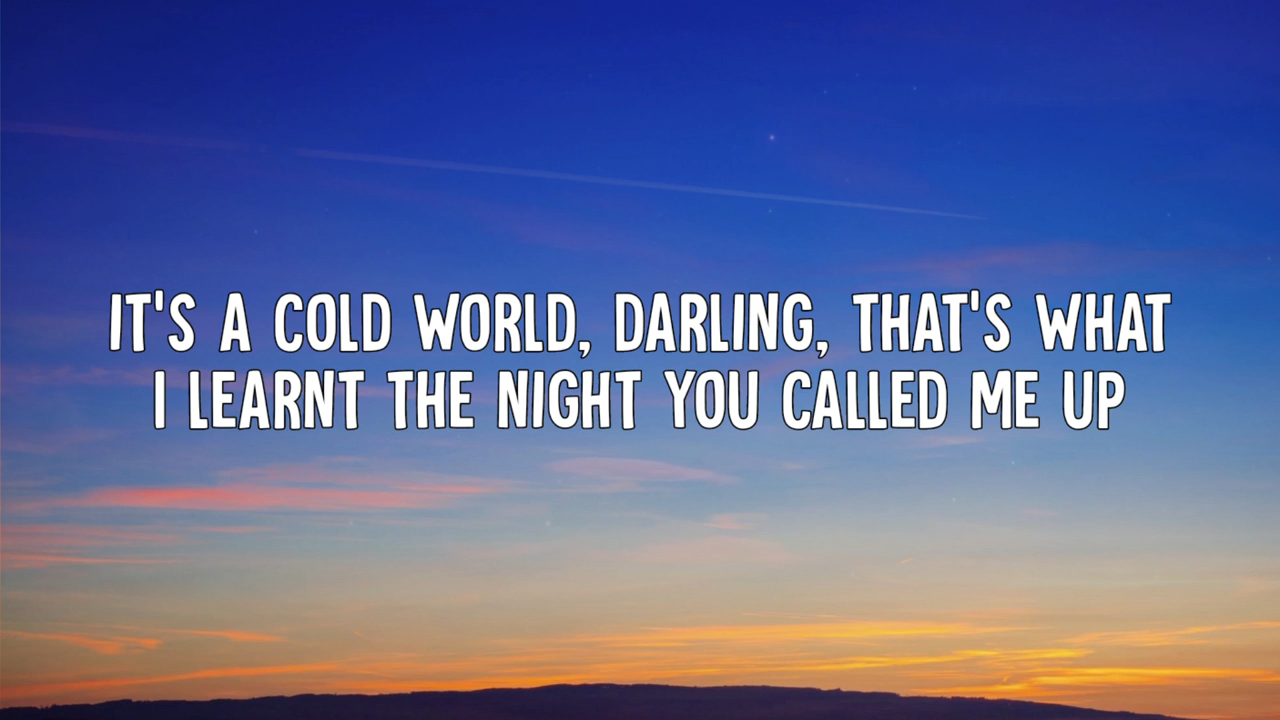 IT'S A COLD WORLD, DARLING, THAT'S WHAT
I LEARNT THE NIGHT YOU CALLED ME UP